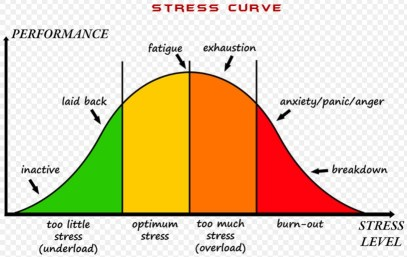 STRESS CURVE
PERFORMANCE
fatigue
exhaustion
laid back
anxiety/panic/anger
inactive
breakdown
too little
stress
(underload)
optimum
stress
too much
stress
(overload)
burn-out
STRESS
LEVEL